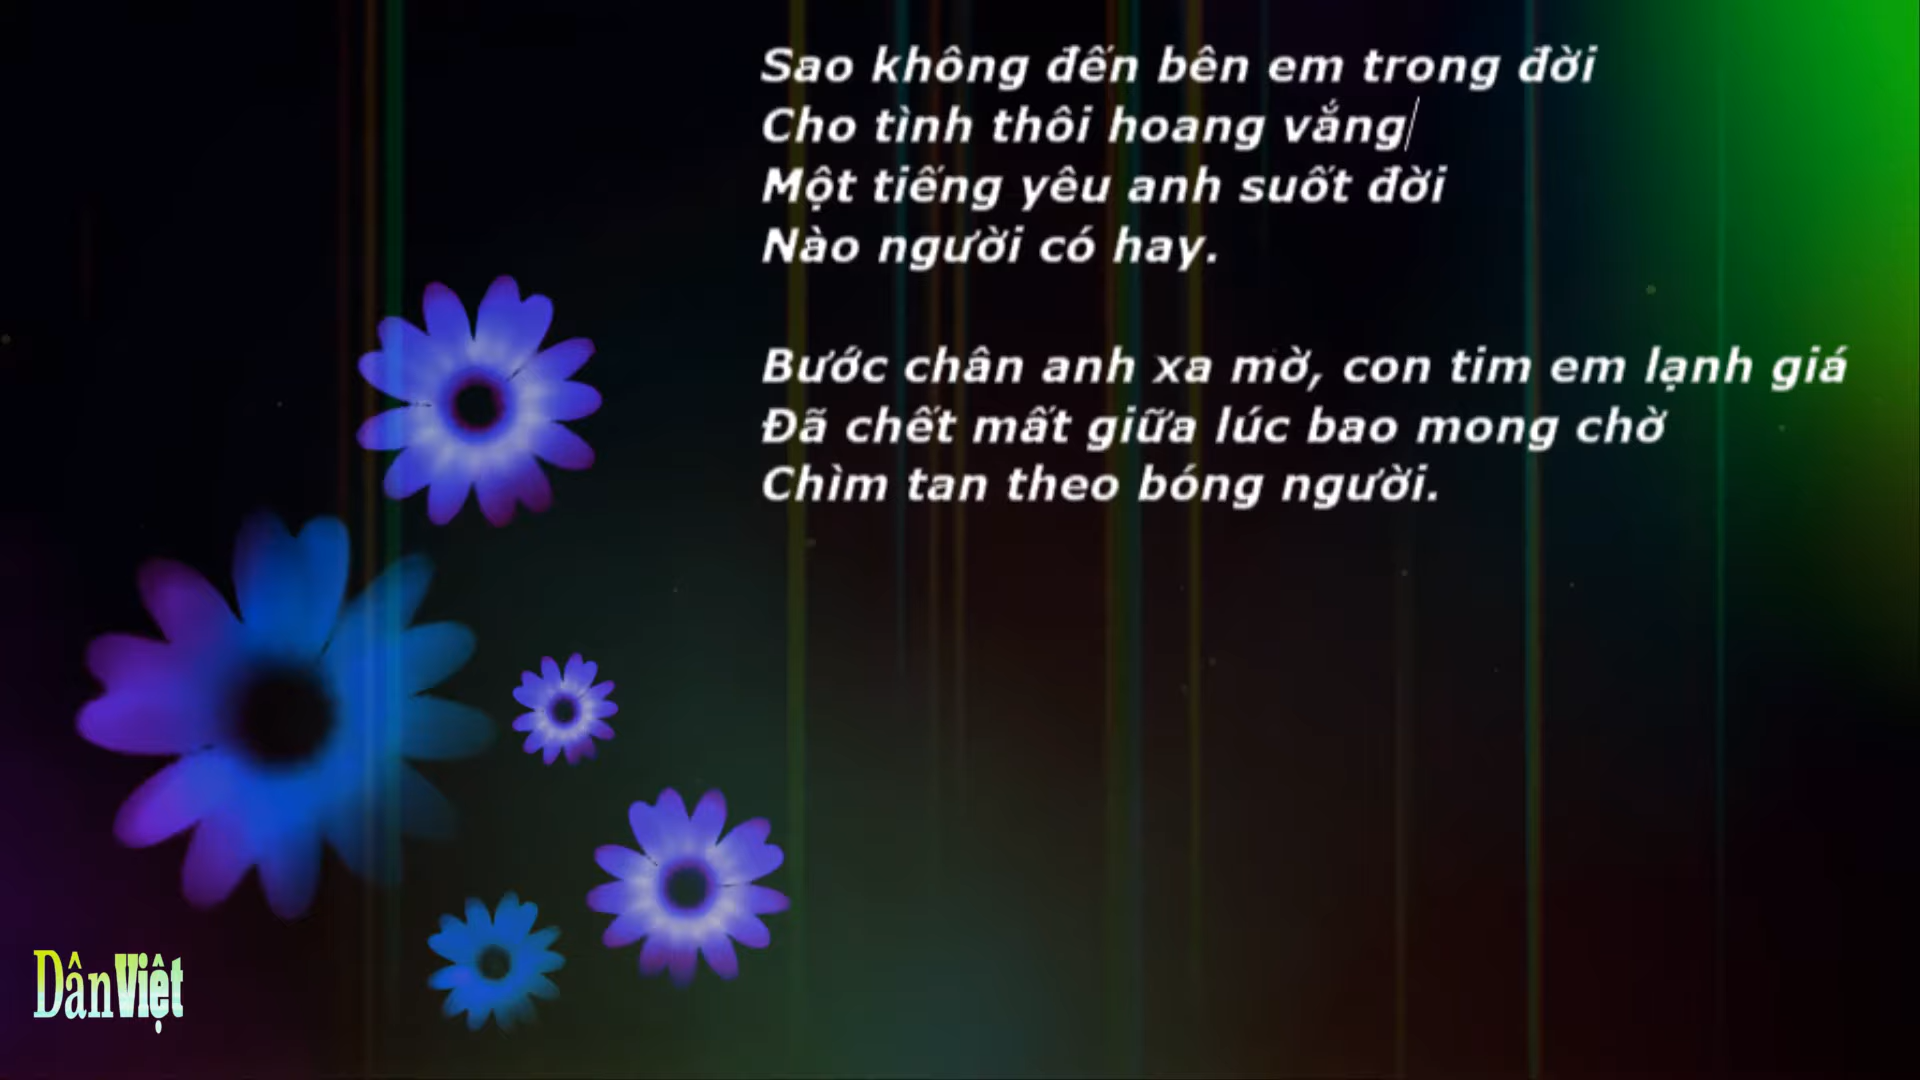 Sao không đến bên em trong đời
Cho tình thôi hoang vắng
Một tiếng yêu anh suốt đời
Nào người có hay.
Bước chân anh xa mờ, con tim em lạnh giá
Đã chết mất giữa lúc bao mong chờ
Chìm tan theo bóng người.
DânViệt